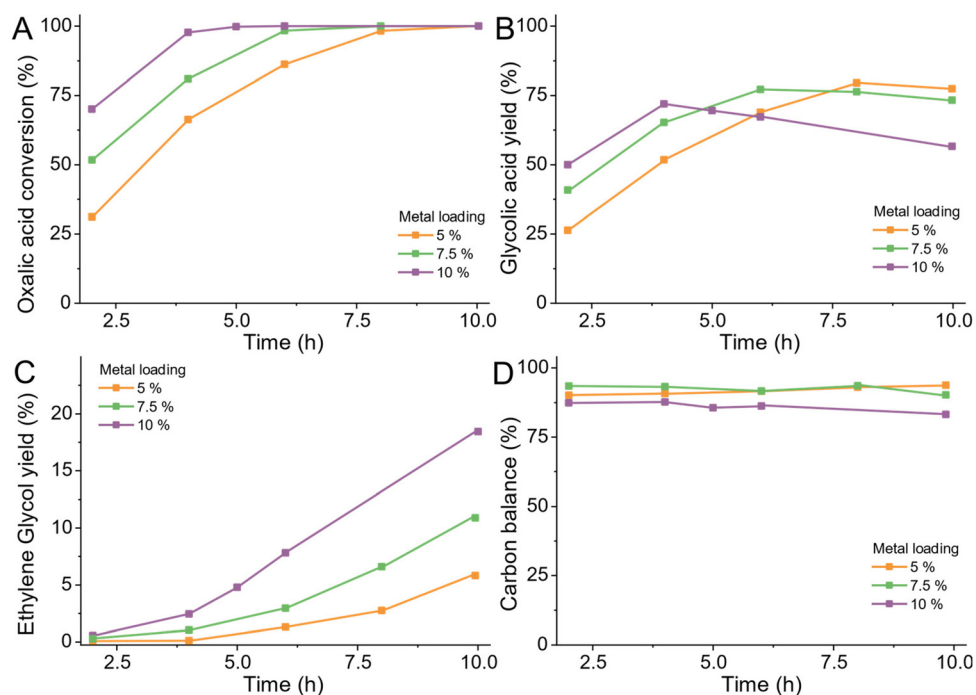 A
Oxalic acid conversion (%)
100
75
50
25
0
2.5 5.0 7.5 10.0
Time (h)
Metal loading
5 %
7.5 %
10 %
B
Glycolic acid yield (%)
100
75
50
25
0
2.5 5.0 7.5 10.0
Time (h)
Metal loading
5 %
7.5 %
10 %
C
Ethylene Glycol yield (%)
20
15
10
5
0
2.5 5.0 7.5 10.0
Time (h)
Metal loading
5 %
7.5 %
10 %
D
Carbon balance (%)
100
75
50
25
0
2.5 5.0 7.5 10.0
Time (h)
Metal loading
5 %
7.5 %
10 %